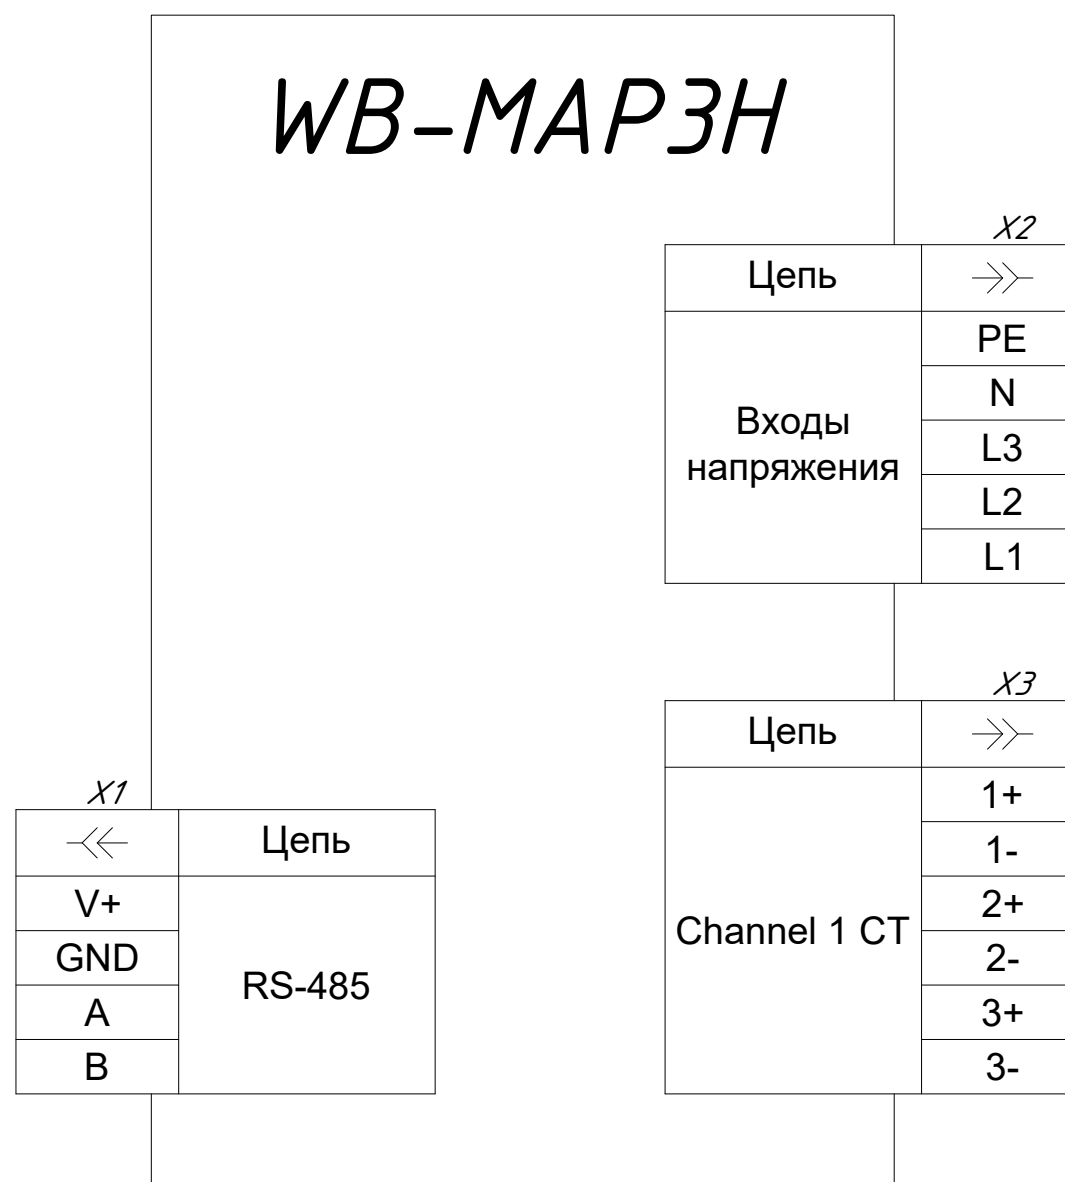 WB-MAP3H
X2
Цепь
PE
Входы
напряжения
N
L3
L2
L1
X3
Цепь
Channel 1 CT
1+
1-
2+
2-
3+
3-
X1
Цепь
V+
GND
A
B
RS-485